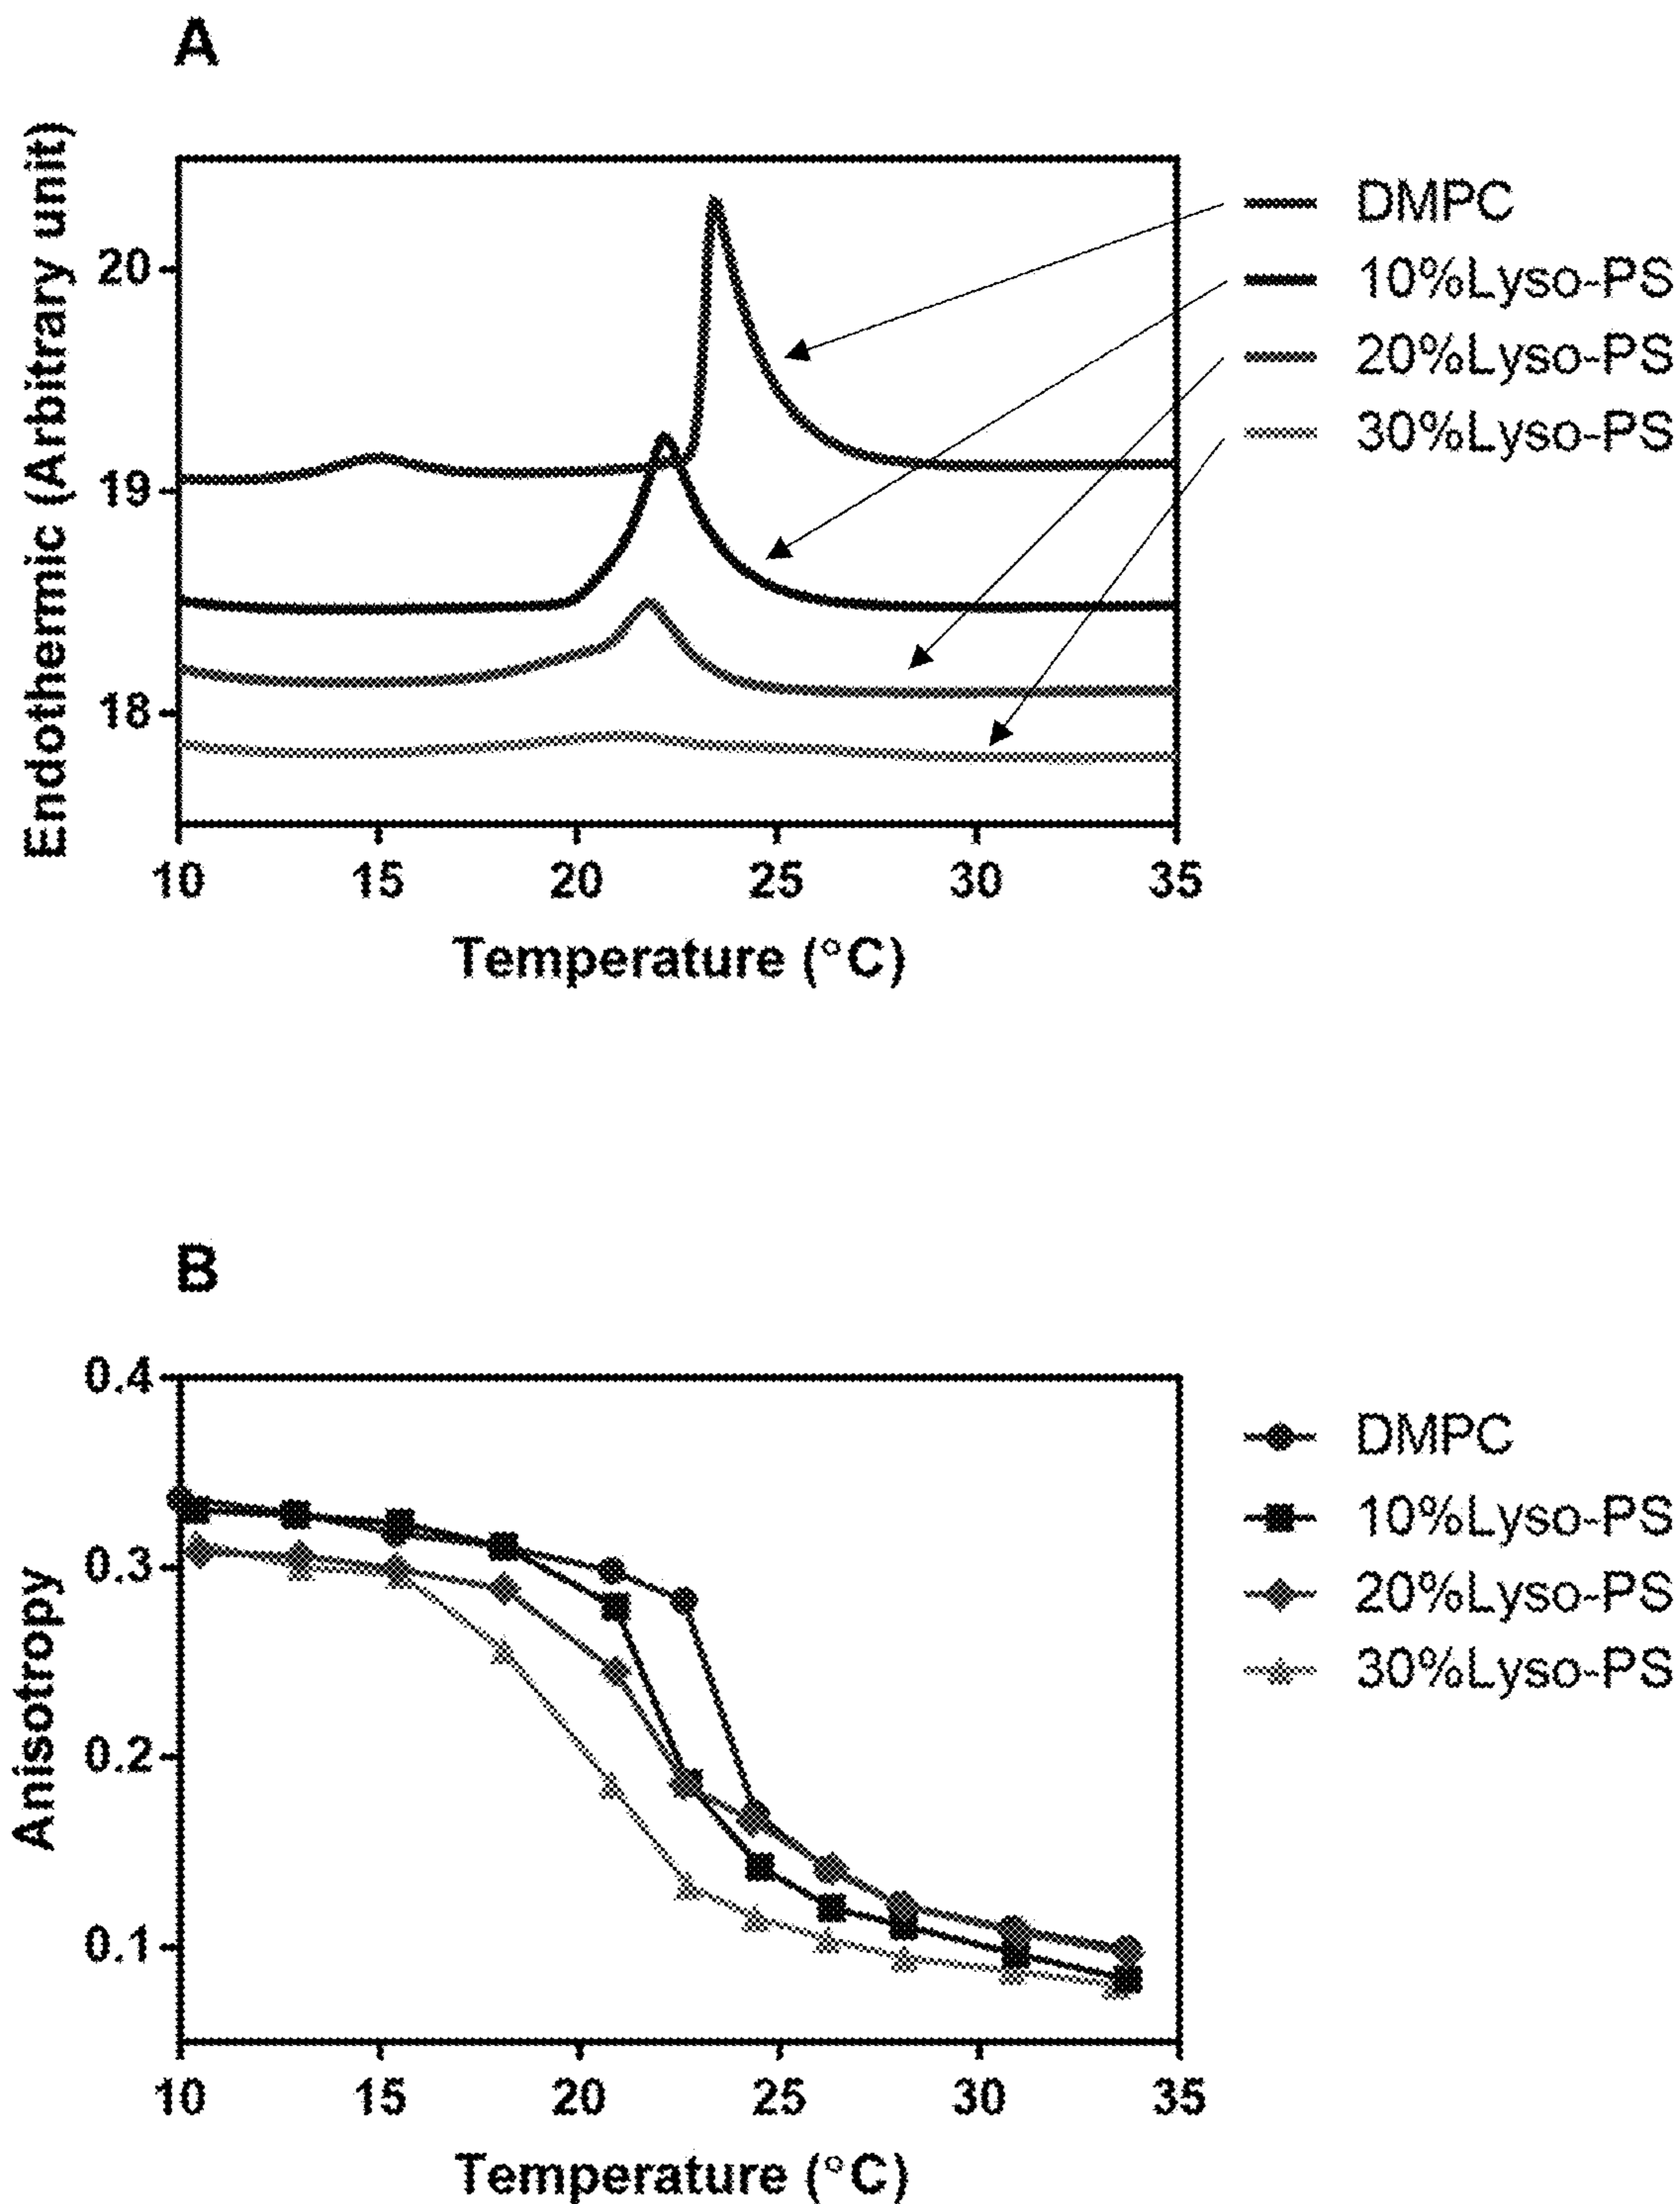 A
Endothermic (Arbitrary unit)
20
19
18
10 15 20 25 30 35
Temperature (°C)
DMPC
10%Lyso-PS
20%Lyso-PS
30%Lyso-PS
B
Anisotropy
0.4
0.3
0.2
0.1
10 15 20 25 30 35
Temperature (°C)
DMPC
10%Lyso-PS
20%Lyso-PS
30%Lyso-PS